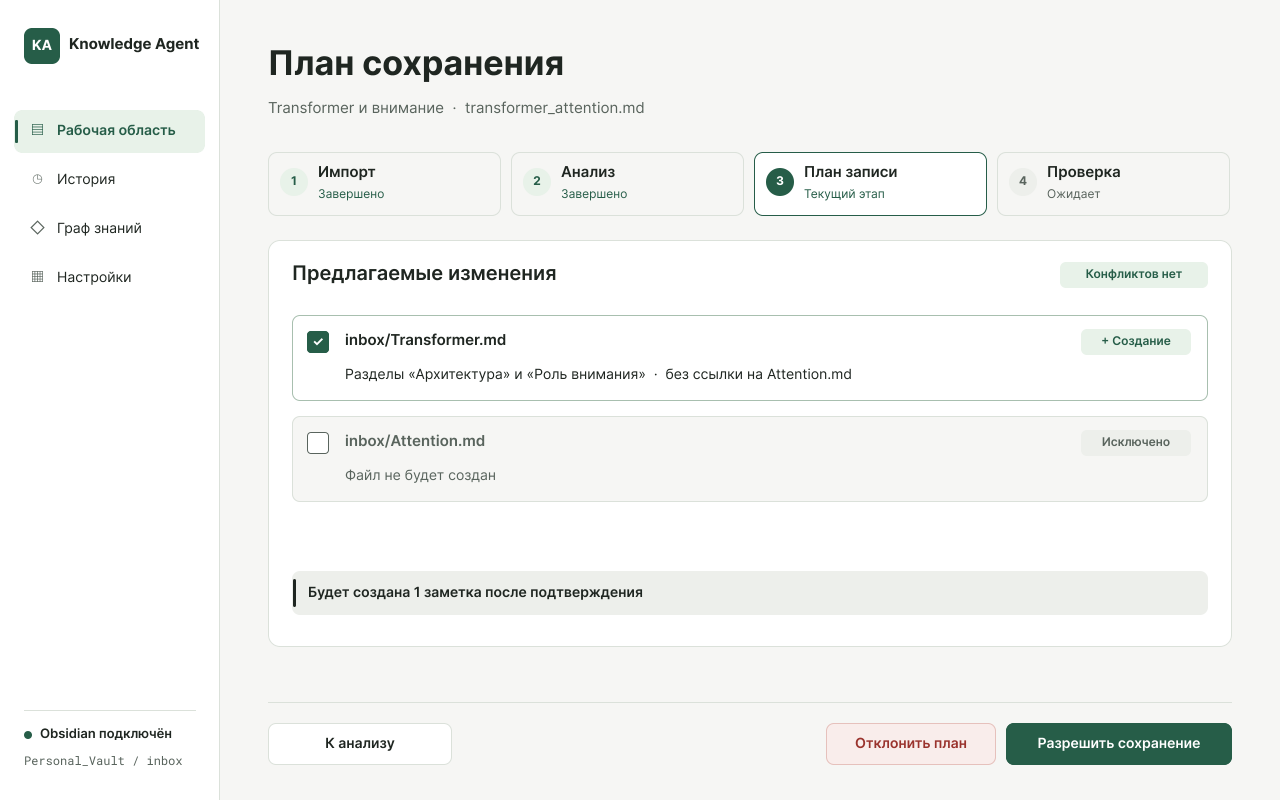 KA
Knowledge Agent
Рабочая область
История
Граф знаний
Настройки
Obsidian подключён
Personal_Vault / inbox
План сохранения
Transformer и внимание · transformer_attention.md
1
Импорт
Завершено
2
Анализ
Завершено
3
План записи
Текущий этап
4
Проверка
Ожидает
Предлагаемые изменения
Конфликтов нет
inbox/Transformer.md
+ Создание
Разделы «Архитектура» и «Роль внимания» · без ссылки на Attention.md
inbox/Attention.md
Исключено
Файл не будет создан
Будет создана 1 заметка после подтверждения
К анализу
Отклонить план
Разрешить сохранение